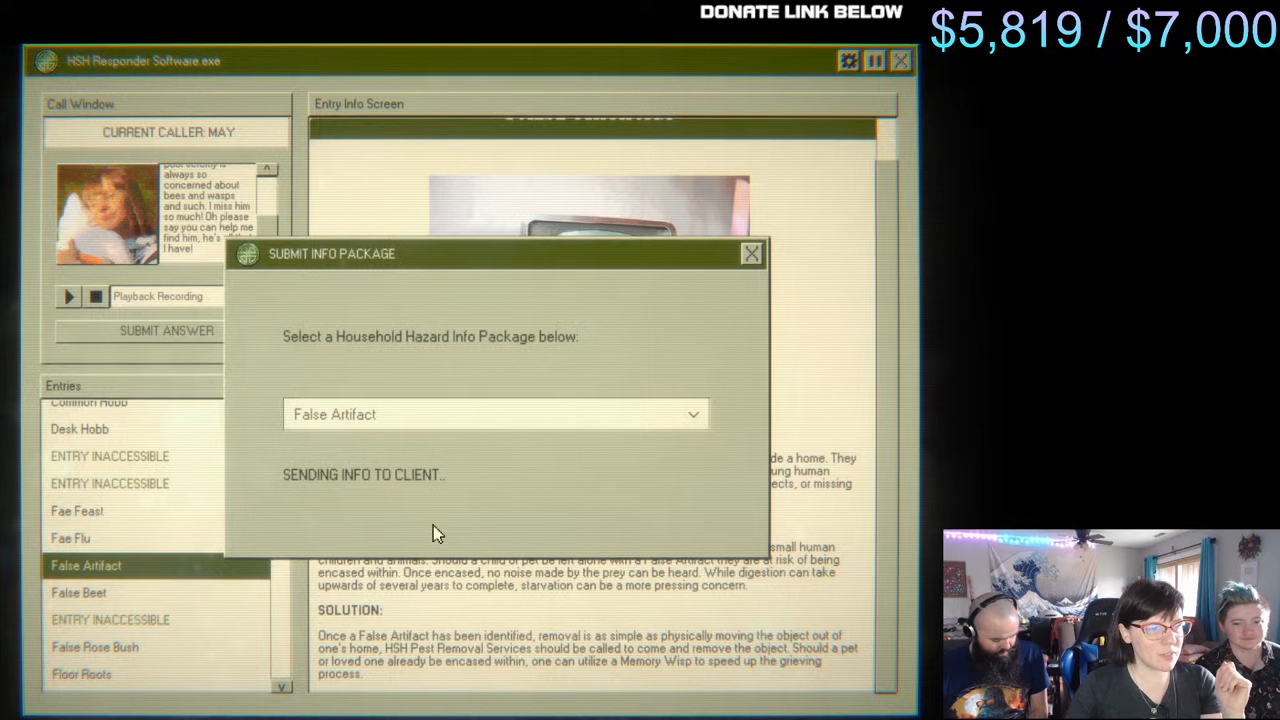 DONATE LINK BELOW
$5,819 / $7,000
HSH Responder Software.exe
Call Window
CURRENT CALLER: MAY
always so
concerned about
bees and wasps
and such. I miss him
so much! Oh please
say you can help me
find him, he's all that
I have!
Playback Recording
SUBMIT ANSWER
Entries
Common Hobb
Desk Hobb
ENTRY INACCESSIBLE
ENTRY INACCESSIBLE
Fae Feast
Fae Flu
False Artifact
False Beet
ENTRY INACCESSIBLE
False Rose Bush
Floor Roots
Entry Info Screen
SUBMIT INFO PACKAGE
Select a Household Hazard Info Package below:
False Artifact
SENDING INFO TO CLIENT..
de a home. They
ung human
ects, or missing
small human
children and animals. Should a child or pet be left alone with a False Artifact they are at risk of being
encased within. Once encased, no noise made by the prey can be heard. While digestion can take
upwards of several years to complete, starvation can be a more pressing concern.
SOLUTION:
Once a False Artifact has been identified, removal is as simple as physically moving the object out of
one's home, HSH Pest Removal Services should be called to come and remove the object. Should a pet
or loved one already be encased within, one can utilize a Memory Wisp to speed up the grieving
process.